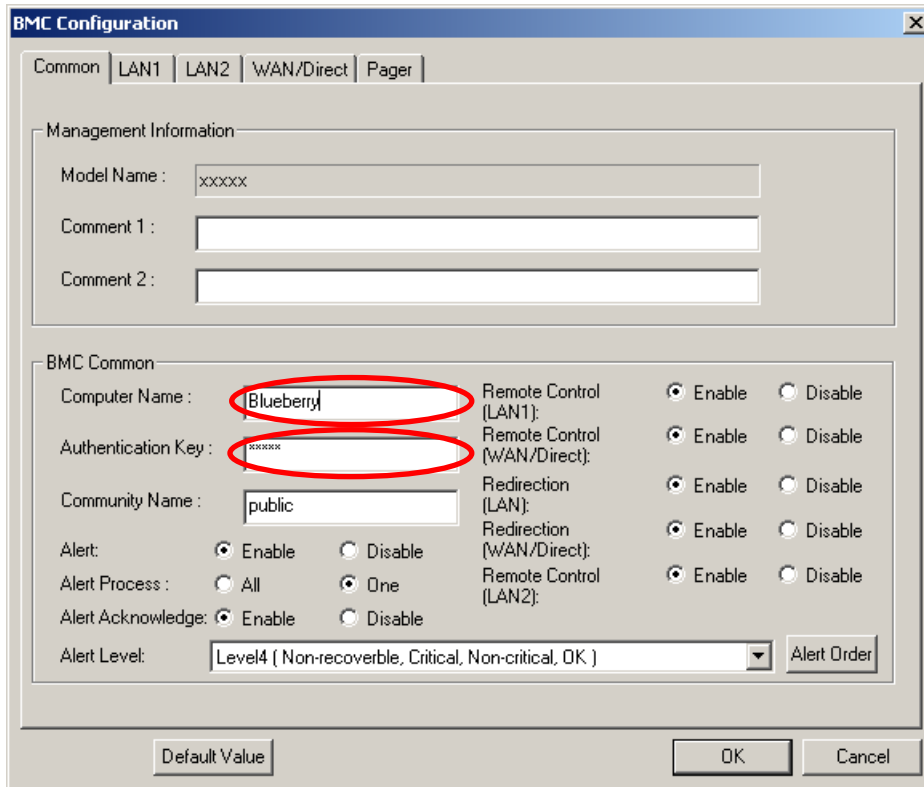 BMC Configuration
Common LAN1 LAN2 WAN/Direct Pager
Management Information
Model Name : xxxxx
Comment 1 :
Comment 2 :
BMC Common
Computer Name : Blueberry
Authentication Key : *****
Community Name : public
Alert: Enable Disable
Alert Process : All One
Alert Acknowledge: Enable Disable
Remote Control (LAN1): Enable Disable
Remote Control (WAN/Direct): Enable Disable
Redirection (LAN): Enable Disable
Redirection (WAN/Direct): Enable Disable
Remote Control (LAN2): Enable Disable
Alert Level: Level4 ( Non-recoverble, Critical, Non-critical, OK ) Alert Order
Default Value OK Cancel